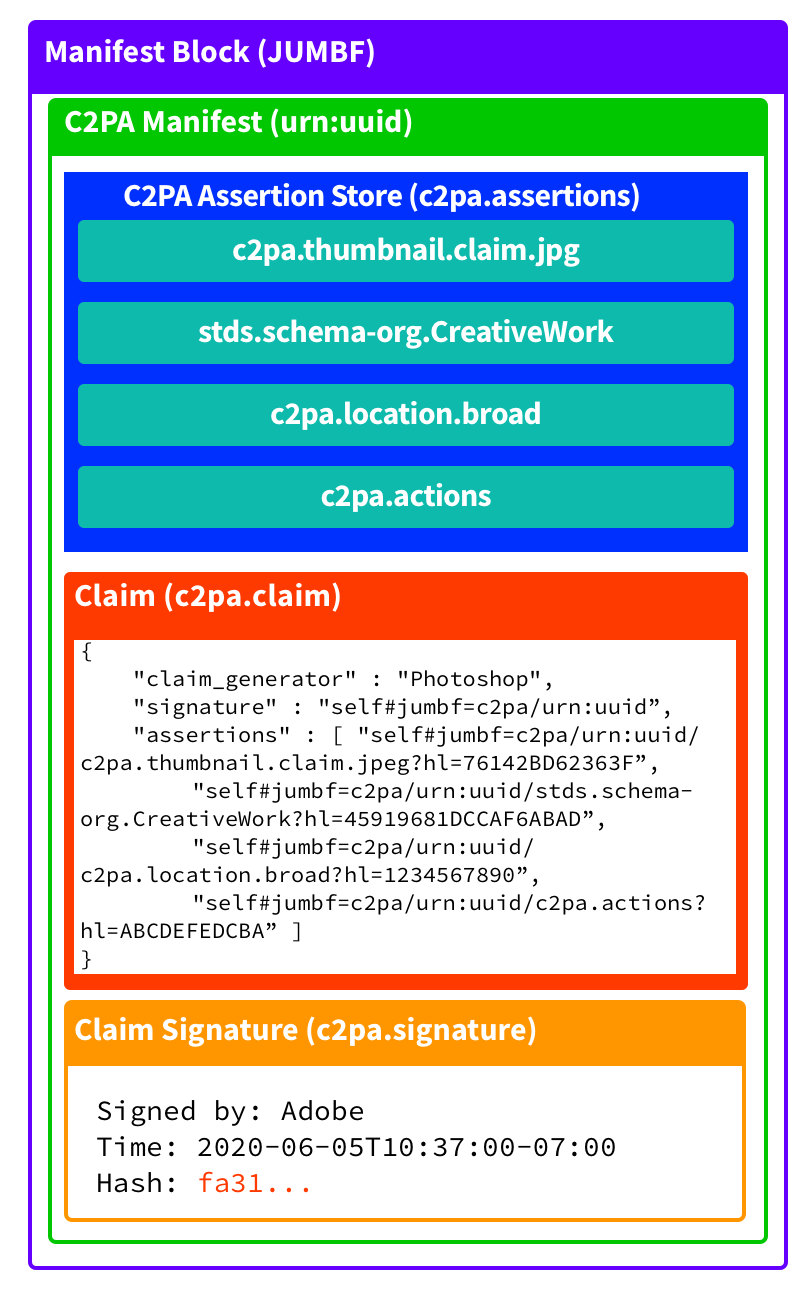 Manifest Block (JUMBF)
C2PA Manifest (urn:uuid)
C2PA Assertion Store (c2pa.assertions)
c2pa.thumbnail.claim.jpg
stds.schema-org.CreativeWork
c2pa.location.broad
c2pa.actions
Claim (c2pa.claim)
{
"claim_generator" : "Photoshop",
"signature" : "self#jumbf=c2pa/urn:uuid”,
"assertions" : [ "self#jumbf=c2pa/urn:uuid/
c2pa.thumbnail.claim.jpeg?hl=76142BD62363F”,
"self#jumbf=c2pa/urn:uuid/stds.schema-
org.CreativeWork?hl=45919681DCCAF6ABAD”,
"self#jumbf=c2pa/urn:uuid/
c2pa.location.broad?hl=1234567890”,
"self#jumbf=c2pa/urn:uuid/c2pa.actions?
hl=ABCDEFEDCBA” ]
}
Claim Signature (c2pa.signature)
Signed by: Adobe
Time: 2020-06-05T10:37:00-07:00
Hash: fa31...